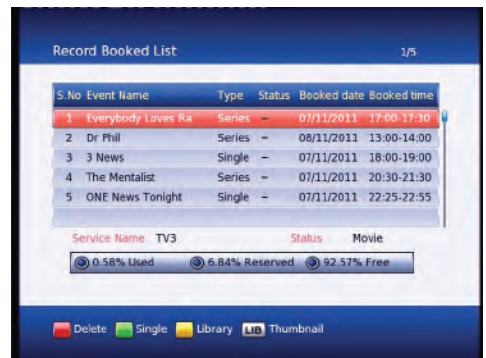 Record Booked List 1/5
S.No Event Name Type Status Booked date Booked time
1 Everybody Loves Ra Series - 07/11/2011 17:00-17:30
2 Dr Phil Series - 08/11/2011 13:00-14:00
3 3 News Single - 07/11/2011 18:00-19:00
4 The Mentalist Series - 07/11/2011 20:30-21:30
5 ONE News Tonight Single - 07/11/2011 22:25-22:55
Service Name TV3 Status Movie
0.58% Used 6.84% Reserved 92.57% Free
Delete Single Library LIB Thumbnail